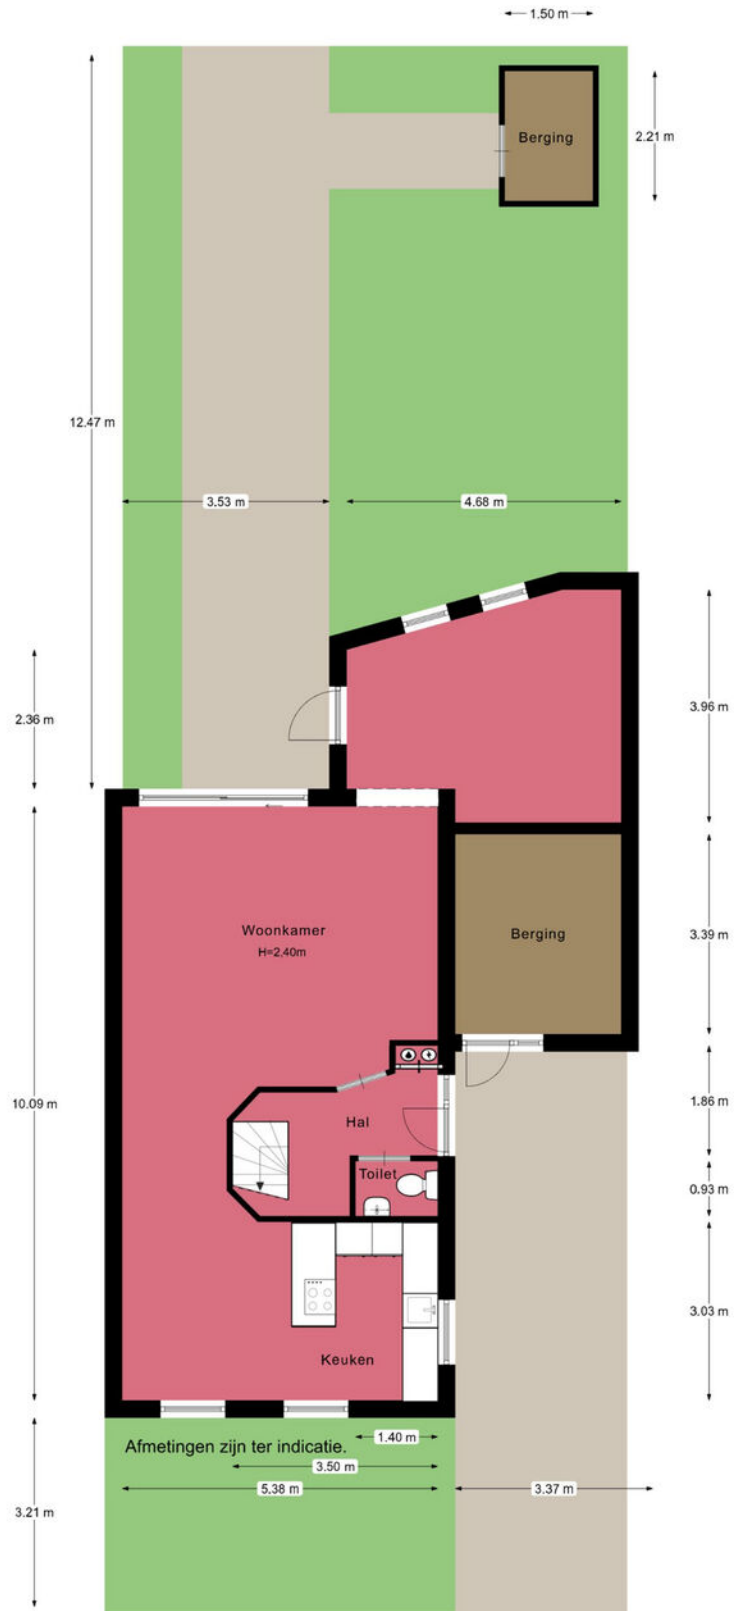 1.50 m
Berging
2.21 m
12.47 m
3.53 m
4.68 m
2.36 m
3.96 m
Woonkamer
H=2,40m
Berging
3.39 m
10.09 m
Hal
1.86 m
Toilet
0.93 m
3.03 m
Keuken
Afmetingen zijn ter indicatie.
1.40 m
3.50 m
5.38 m
3.37 m
3.21 m